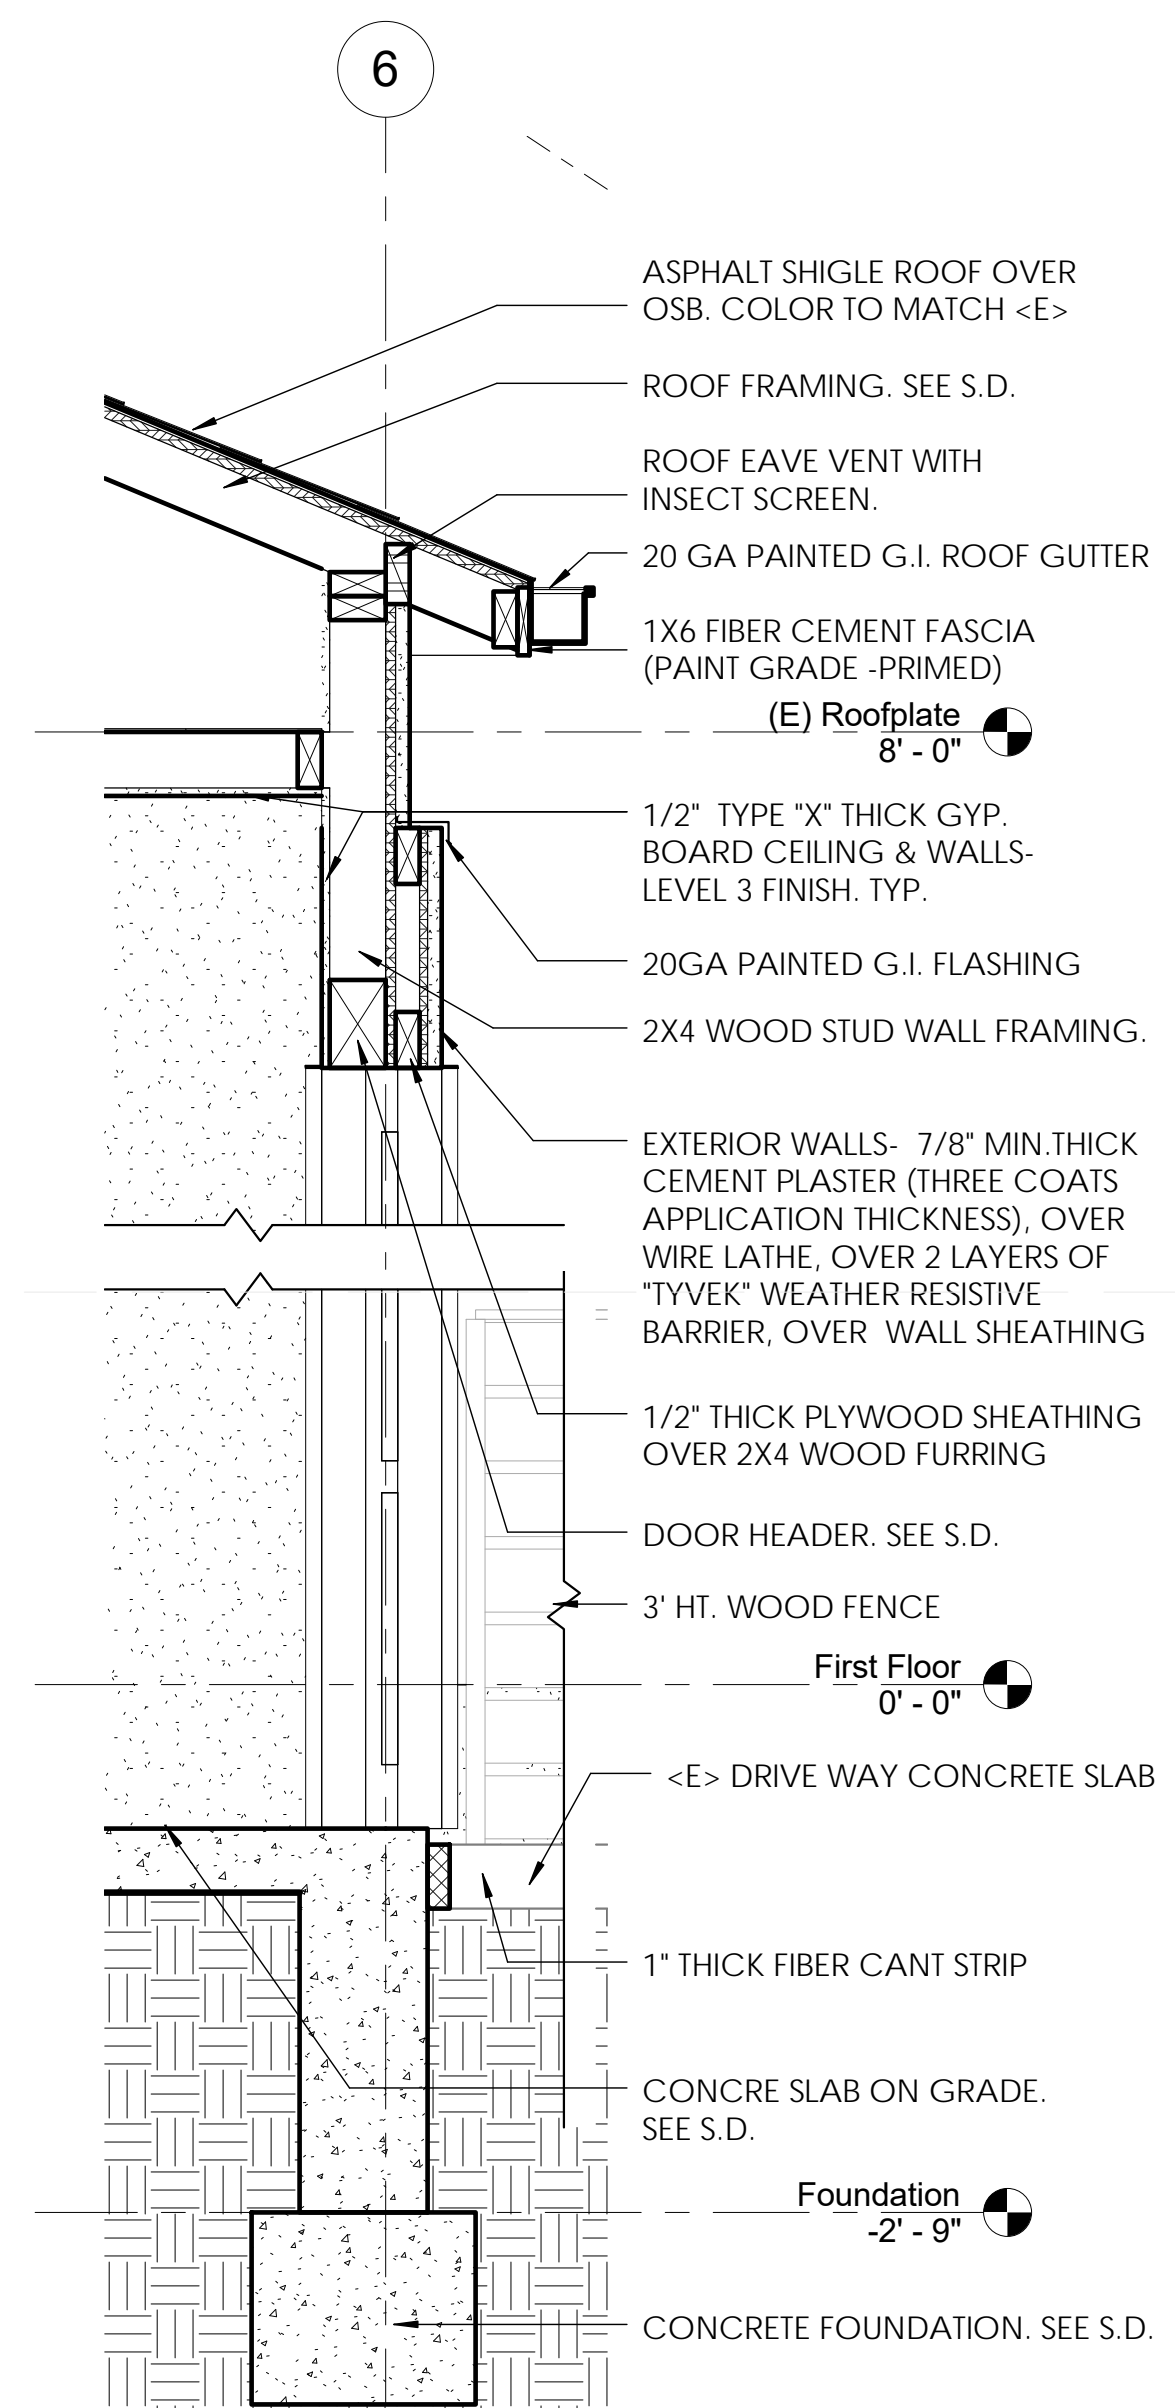 6
ASPHALT SHIGLE ROOF OVER
OSB. COLOR TO MATCH <E>
ROOF FRAMING. SEE S.D.
ROOF EAVE VENT WITH
INSECT SCREEN.
20 GA PAINTED G.I. ROOF GUTTER
1X6 FIBER CEMENT FASCIA
(PAINT GRADE -PRIMED)
(E) Roofplate
8' - 0"
1/2" TYPE "X" THICK GYP.
BOARD CEILING & WALLS-
LEVEL 3 FINISH. TYP.
20GA PAINTED G.I. FLASHING
2X4 WOOD STUD WALL FRAMING.
EXTERIOR WALLS- 7/8" MIN.THICK
CEMENT PLASTER (THREE COATS
APPLICATION THICKNESS), OVER
WIRE LATHE, OVER 2 LAYERS OF
"TYVEK" WEATHER RESISTIVE
BARRIER, OVER WALL SHEATHING
1/2" THICK PLYWOOD SHEATHING
OVER 2X4 WOOD FURRING
DOOR HEADER. SEE S.D.
3' HT. WOOD FENCE
First Floor
0' - 0"
<E> DRIVE WAY CONCRETE SLAB
1" THICK FIBER CANT STRIP
CONCRE SLAB ON GRADE.
SEE S.D.
Foundation
-2' - 9"
CONCRETE FOUNDATION. SEE S.D.